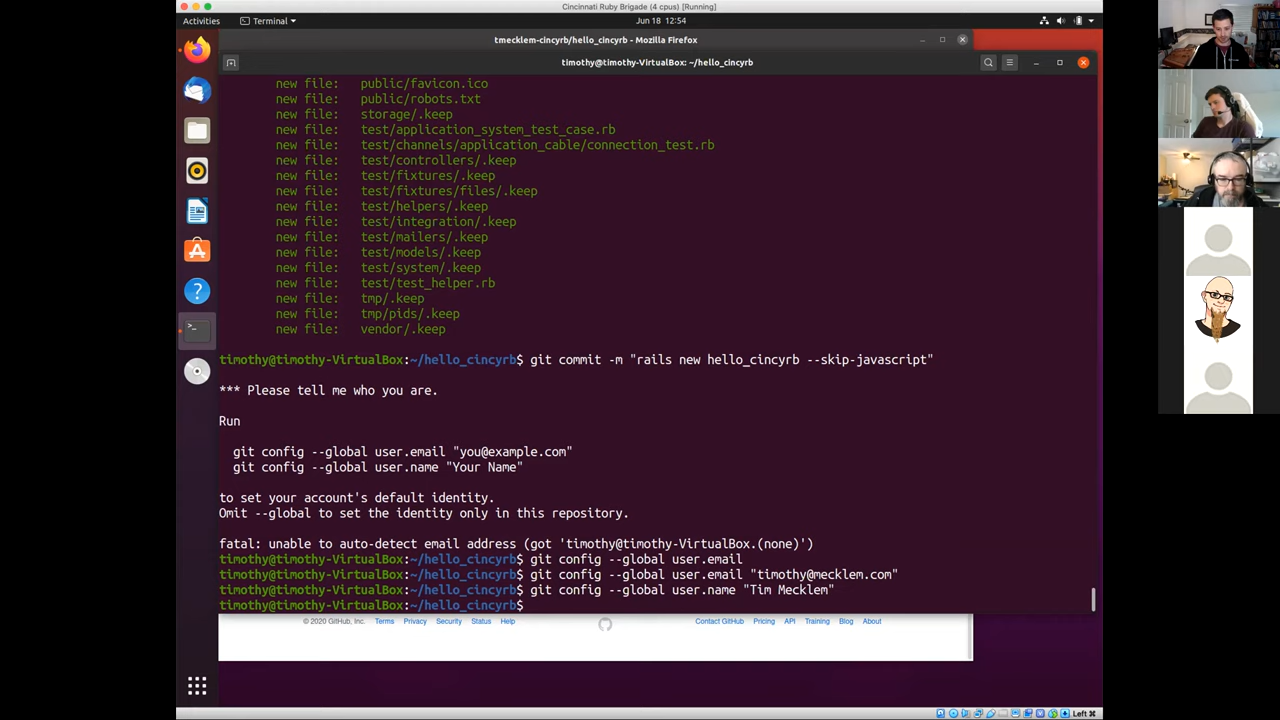 Cincinnati Ruby Brigade (4 cpus) [Running]
Activities
Terminal
Jun 18 12:54
tmecklem-cincyrb/hello_cincyrb - Mozilla Firefox
timothy@timothy-VirtualBox: ~/hello_cincyrb
new file: public/favicon.ico
new file: public/robots.txt
new file: storage/.keep
new file: test/application_system_test_case.rb
new file: test/channels/application_cable/connection_test.rb
new file: test/controllers/.keep
new file: test/fixtures/.keep
new file: test/fixtures/files/.keep
new file: test/helpers/.keep
new file: test/integration/.keep
new file: test/mailers/.keep
new file: test/models/.keep
new file: test/system/.keep
new file: test/test_helper.rb
new file: tmp/.keep
new file: tmp/pids/.keep
new file: vendor/.keep
timothy@timothy-VirtualBox:~/hello_cincyrb$ git commit -m "rails new hello_cincyrb --skip-javascript"
*** Please tell me who you are.
Run
git config --global user.email "you@example.com"
git config --global user.name "Your Name"
to set your account's default identity.
Omit --global to set the identity only in this repository.
fatal: unable to auto-detect email address (got 'timothy@timothy-VirtualBox.(none)')
timothy@timothy-VirtualBox:~/hello_cincyrb$ git config --global user.email
timothy@timothy-VirtualBox:~/hello_cincyrb$ git config --global user.email "timothy@mecklem.com"
timothy@timothy-VirtualBox:~/hello_cincyrb$ git config --global user.name "Tim Mecklem"
timothy@timothy-VirtualBox:~/hello_cincyrb$
© 2020 GitHub, Inc. Terms Privacy Security Status Help Contact GitHub Pricing API Training Blog About
Left ⌘